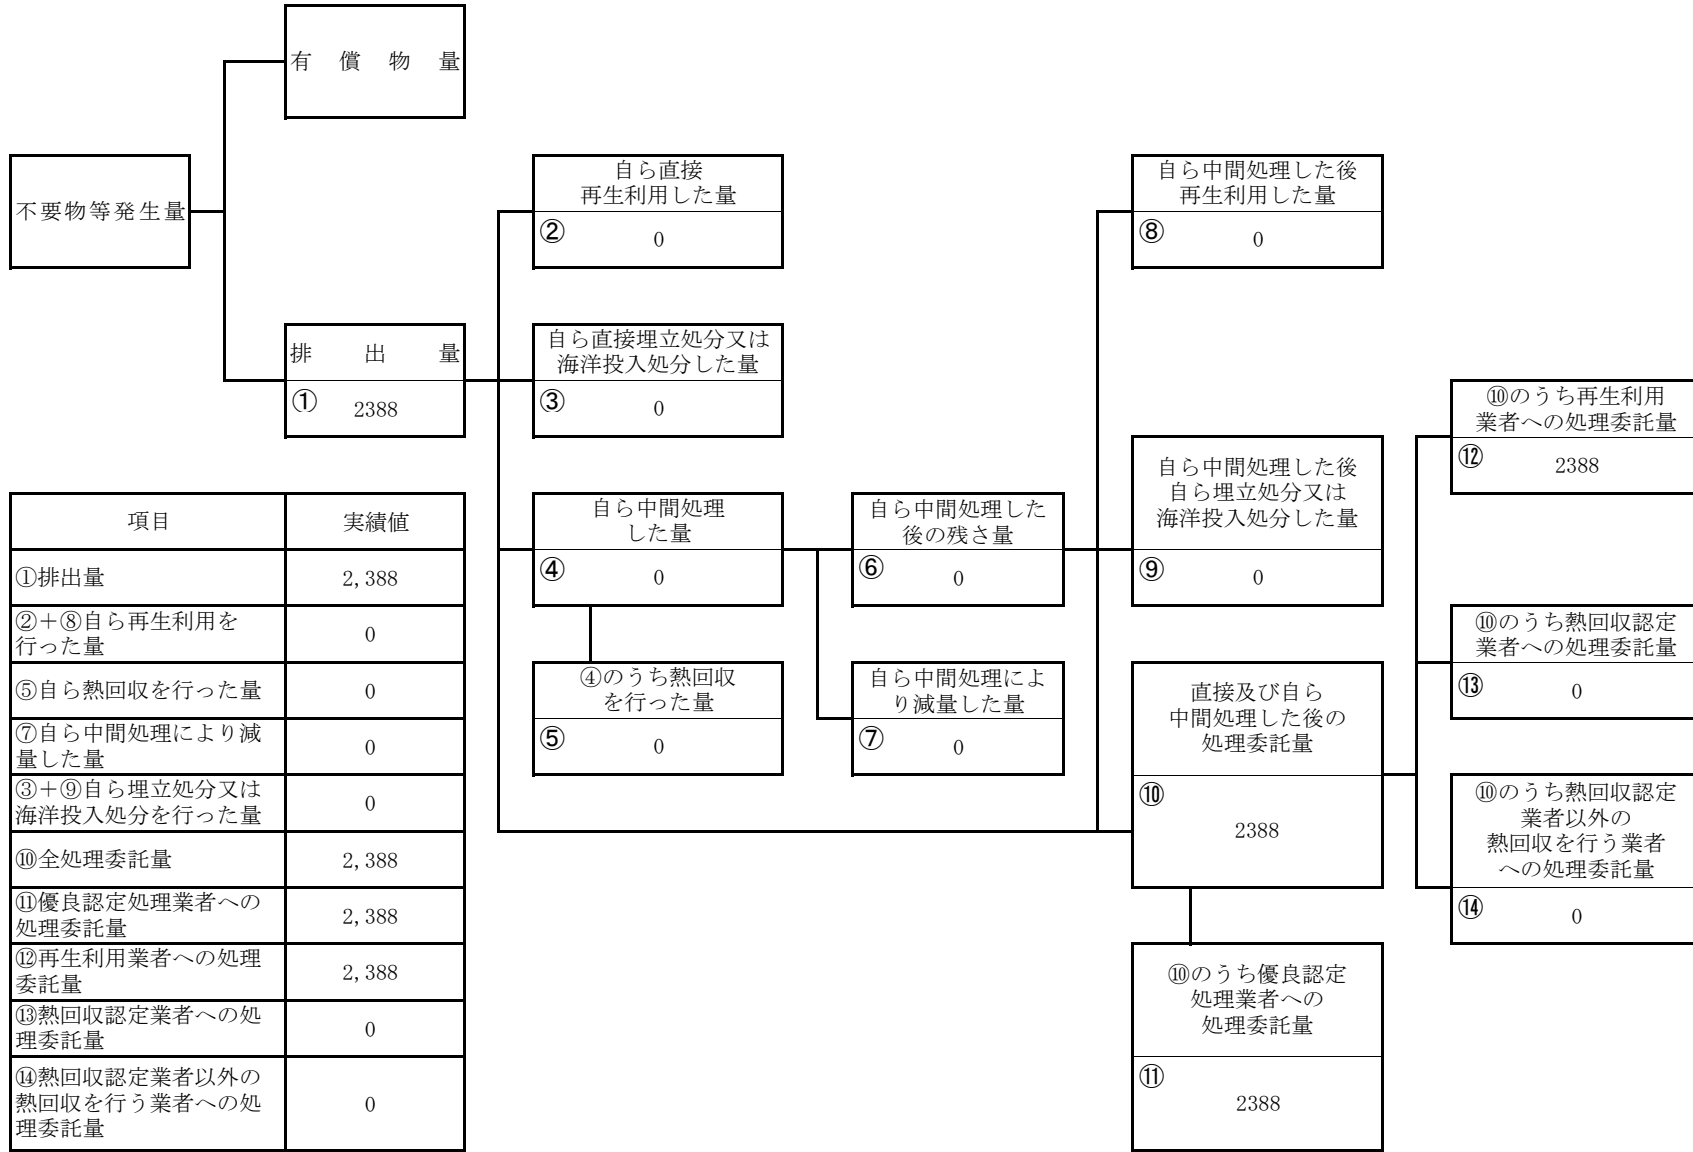 有償物量
不要物等発生量
排出量
① 2388
自ら直接
再生利用した量
② 0
自ら直接埋立処分又は
海洋投入処分した量
③ 0
自ら中間処理
した量
④ 0
④のうち熱回収
を行った量
⑤ 0
自ら中間処理した
後の残さ量
⑥ 0
自ら中間処理によ
り減量した量
⑦ 0
自ら中間処理した後
再生利用した量
⑧ 0
自ら中間処理した後
自ら埋立処分又は
海洋投入処分した量
⑨ 0
直接及び自ら
中間処理した後の
処理委託量
⑩
2388
⑩のうち優良認定
処理業者への
処理委託量
⑪
2388
⑩のうち再生利用
業者への処理委託量
⑫ 2388
⑩のうち熱回収認定
業者への処理委託量
⑬ 0
⑩のうち熱回収認定
業者以外の
熱回収を行う業者
への処理委託量
⑭ 0
項目 実績値
①排出量 2,388
②+⑧自ら再生利用を
行った量 0
⑤自ら熱回収を行った量 0
⑦自ら中間処理により減
量した量 0
③+⑨自ら埋立処分又は
海洋投入処分を行った量 0
⑩全処理委託量 2,388
⑪優良認定処理業者への
処理委託量 2,388
⑫再生利用業者への処理
委託量 2,388
⑬熱回収認定業者への処
理委託量 0
⑭熱回収認定業者以外の
熱回収を行う業者への処
理委託量 0